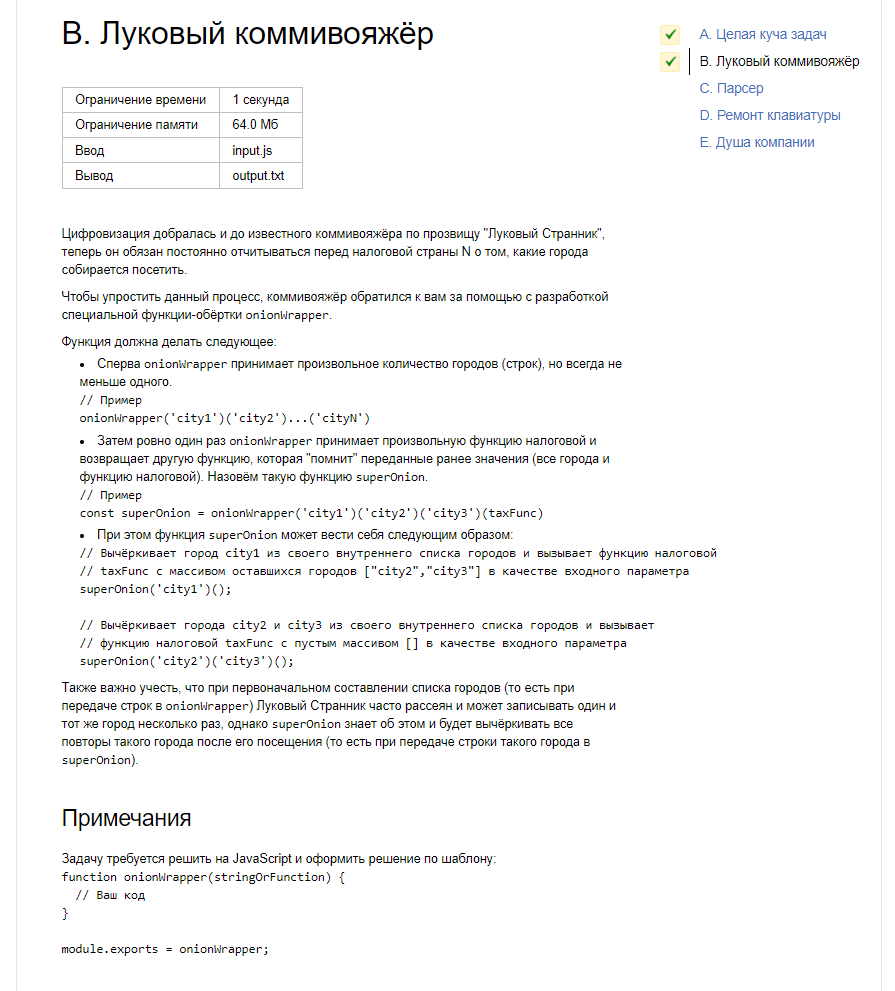 B. Луковый коммивояжёр
Ограничение времени 1 секунда
Ограничение памяти 64.0 Мб
Ввод input.js
Вывод output.txt
Цифровизация добралась и до известного коммивояжёра по прозвищу "Луковый Странник",
теперь он обязан постоянно отчитываться перед налоговой страны N о том, какие города
собирается посетить.
Чтобы упростить данный процесс, коммивояжёр обратился к вам за помощью с разработкой
специальной функции-обёртки onionWrapper.
Функция должна делать следующее:
• Сперва onionWrapper принимает произвольное количество городов (строк), но всегда не
меньше одного.
// Пример
onionWrapper('city1')('city2')...('cityN')
• Затем ровно один раз onionWrapper принимает произвольную функцию налоговой и
возвращает другую функцию, которая "помнит" переданные ранее значения (все города и
функцию налоговой). Назовём такую функцию superOnion.
// Пример
const superOnion = onionWrapper('city1')('city2')('city3')(taxFunc)
• При этом функция superOnion может вести себя следующим образом:
// Вычёркивает город city1 из своего внутреннего списка городов и вызывает функцию налоговой
// taxFunc с массивом оставшихся городов ["city2","city3"] в качестве входного параметра
superOnion('city1')();
// Вычёркивает города city2 и city3 из своего внутреннего списка городов и вызывает
// функцию налоговой taxFunc с пустым массивом [] в качестве входного параметра
superOnion('city2')('city3')();
Также важно учесть, что при первоначальном составлении списка городов (то есть при
передаче строк в onionWrapper) Луковый Странник часто рассеян и может записывать один и
тот же город несколько раз, однако superOnion знает об этом и будет вычёркивать все
повторы такого города после его посещения (то есть при передаче строки такого города в
superOnion).
Примечания
Задачу требуется решить на JavaScript и оформить решение по шаблону:
function onionWrapper(stringOrFunction) {
// Ваш код
}
module.exports = onionWrapper;
A. Целая куча задач
B. Луковый коммивояжёр
C. Парсер
D. Ремонт клавиатуры
E. Душа компании